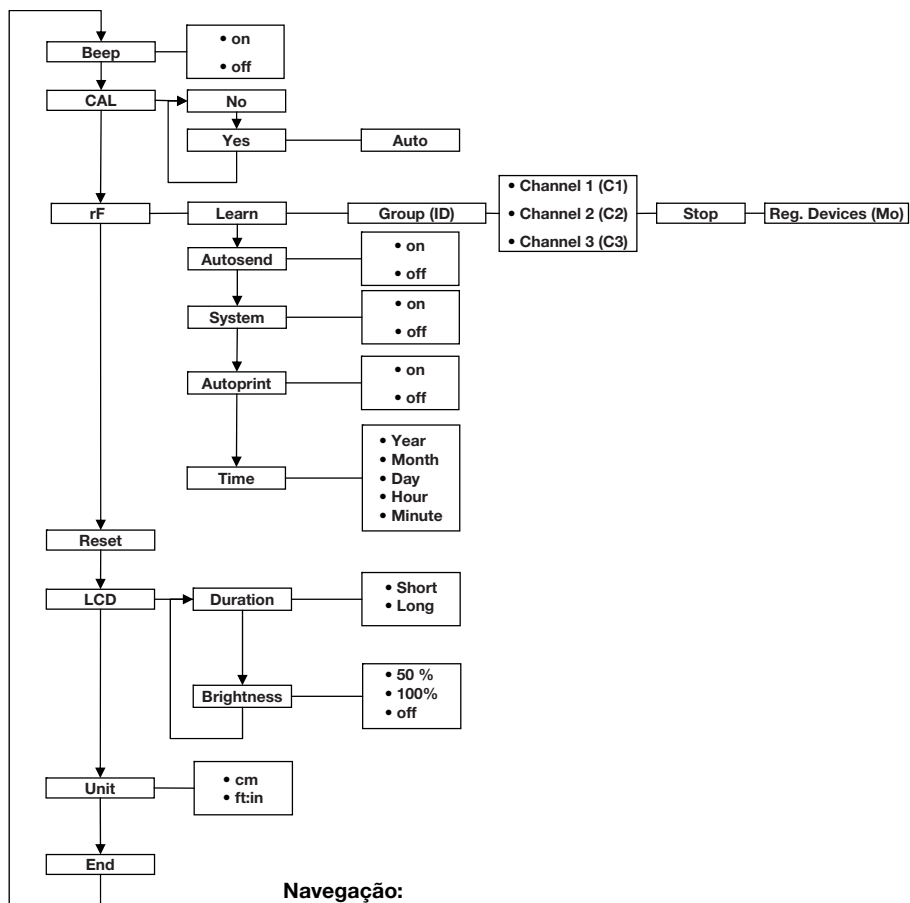 Beep
• on
• off
CAL
No
Yes
Auto
rF
Learn
Group (ID)
• Channel 1 (C1)
• Channel 2 (C2)
• Channel 3 (C3)
Stop
Reg. Devices (Mo)
Autosend
• on
• off
System
• on
• off
Autoprint
• on
• off
Time
• Year
• Month
• Day
• Hour
• Minute
Reset
LCD
Duration
• Short
• Long
Brightness
• 50 %
• 100%
• off
Unit
• cm
• ft:in
End
Navegação: